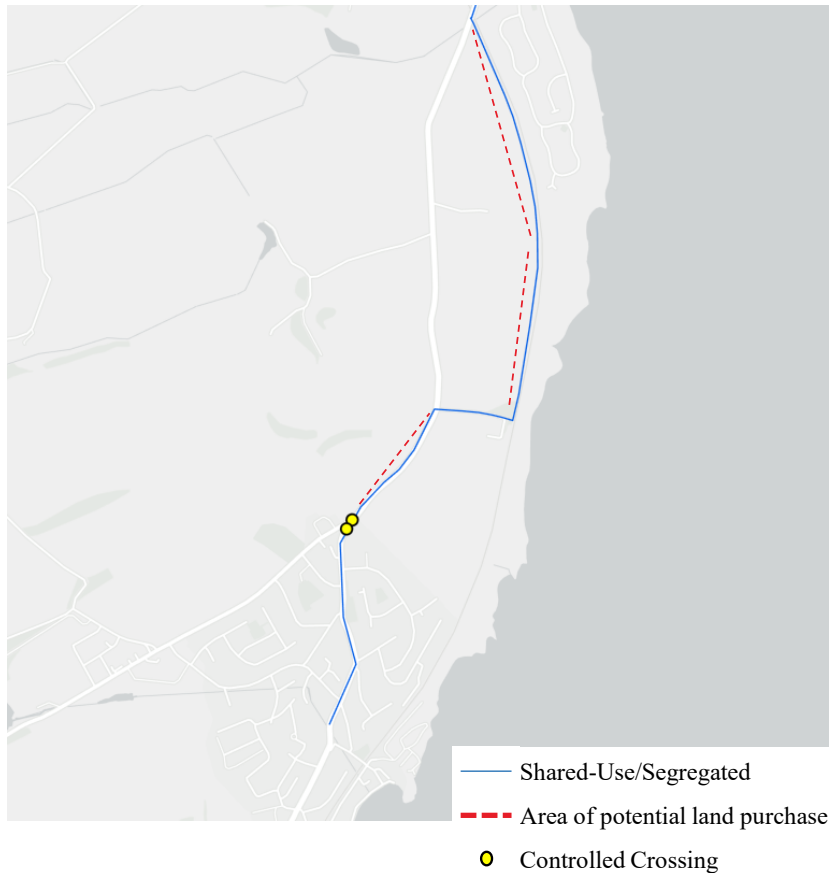 Shared-Use/Segregated
Area of potential land purchase
Controlled Crossing